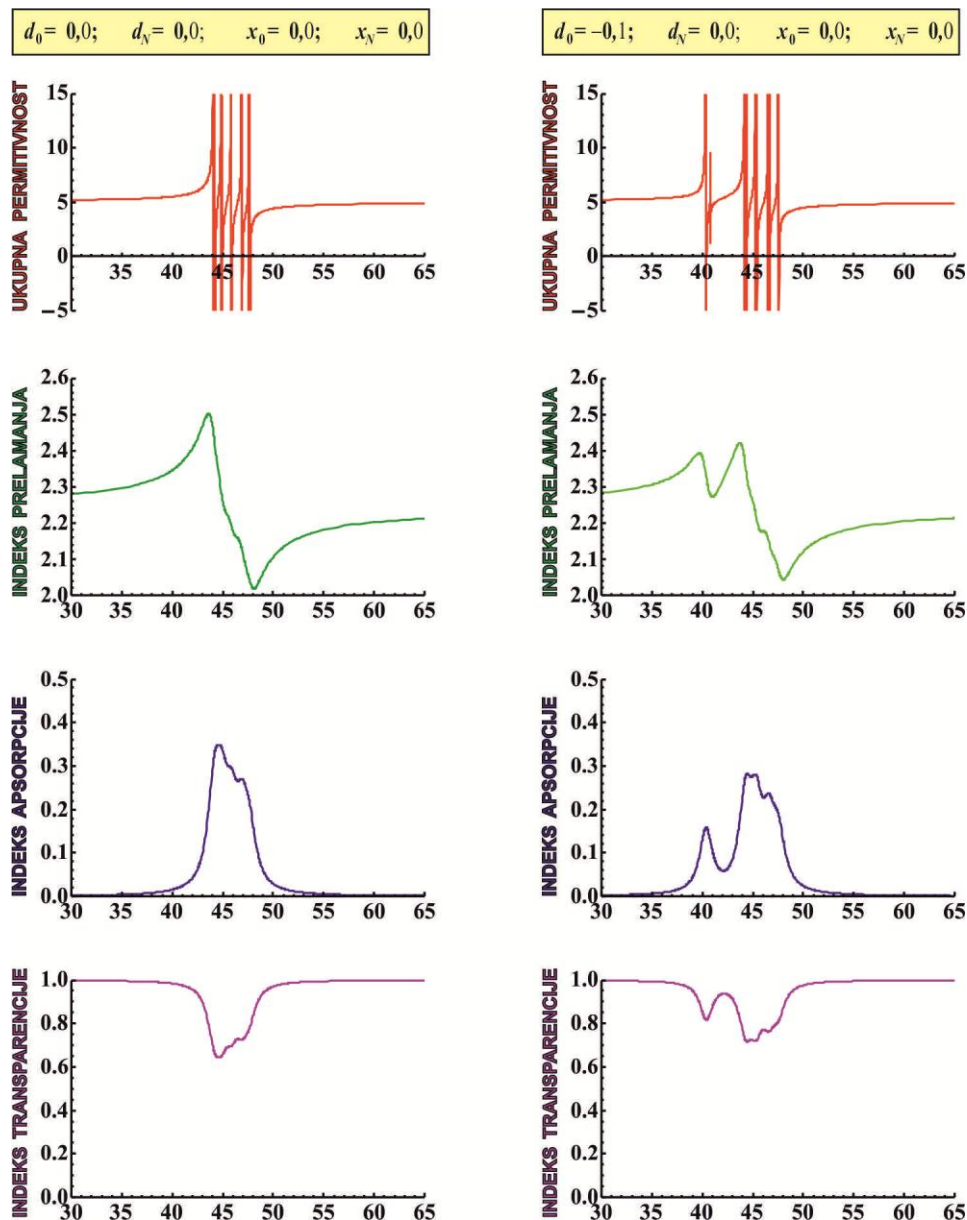 d₀= 0,0; d_N= 0,0; x₀= 0,0; x_N= 0,0
UKUPNA PERMITIVNOST
15
10
5
0
−5
35 40 45 50 55 60 65
INDEKS PRELAMANJA
2.6
2.5
2.4
2.3
2.2
2.1
2.0
30 35 40 45 50 55 60 65
INDEKS APSORPCIJE
0.5
0.4
0.3
0.2
0.1
0.0
30 35 40 45 50 55 60 65
INDEKS TRANSPARENCIJE
1.0
0.8
0.6
0.4
0.2
0.0
30 35 40 45 50 55 60 65
d₀= −0,1; d_N= 0,0; x₀= 0,0; x_N= 0,0
UKUPNA PERMITIVNOST
15
10
5
0
−5
35 40 45 50 55 60 65
INDEKS PRELAMANJA
2.6
2.5
2.4
2.3
2.2
2.1
2.0
30 35 40 45 50 55 60 65
INDEKS APSORPCIJE
0.5
0.4
0.3
0.2
0.1
0.0
30 35 40 45 50 55 60 65
INDEKS TRANSPARENCIJE
1.0
0.8
0.6
0.4
0.2
0.0
30 35 40 45 50 55 60 65